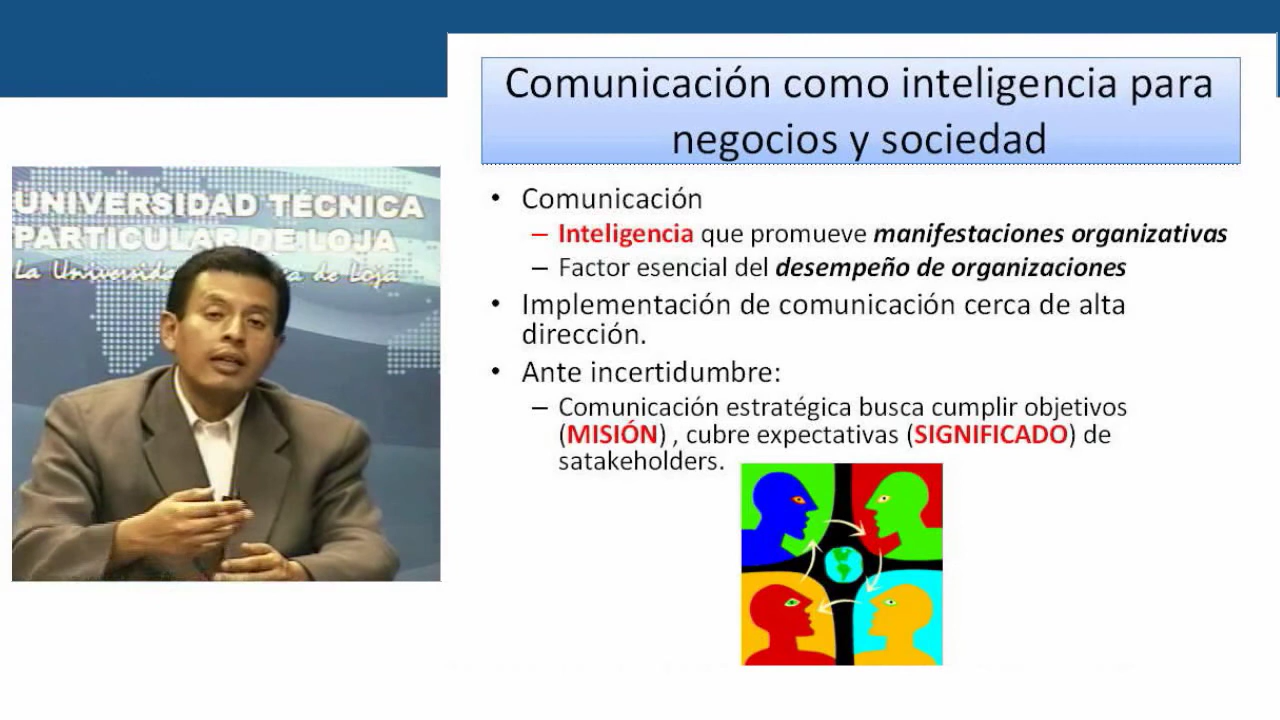 Comunicación como inteligencia para
negocios y sociedad
UNIVERSIDAD TÉCNICA
PARTICULAR DE LOJA
La Universida de Loja
• Comunicación
– Inteligencia que promueve manifestaciones organizativas
– Factor esencial del desempeño de organizaciones
• Implementación de comunicación cerca de alta
dirección.
• Ante incertidumbre:
– Comunicación estratégica busca cumplir objetivos
(MISIÓN) , cubre expectativas (SIGNIFICADO) de
satakeholders.